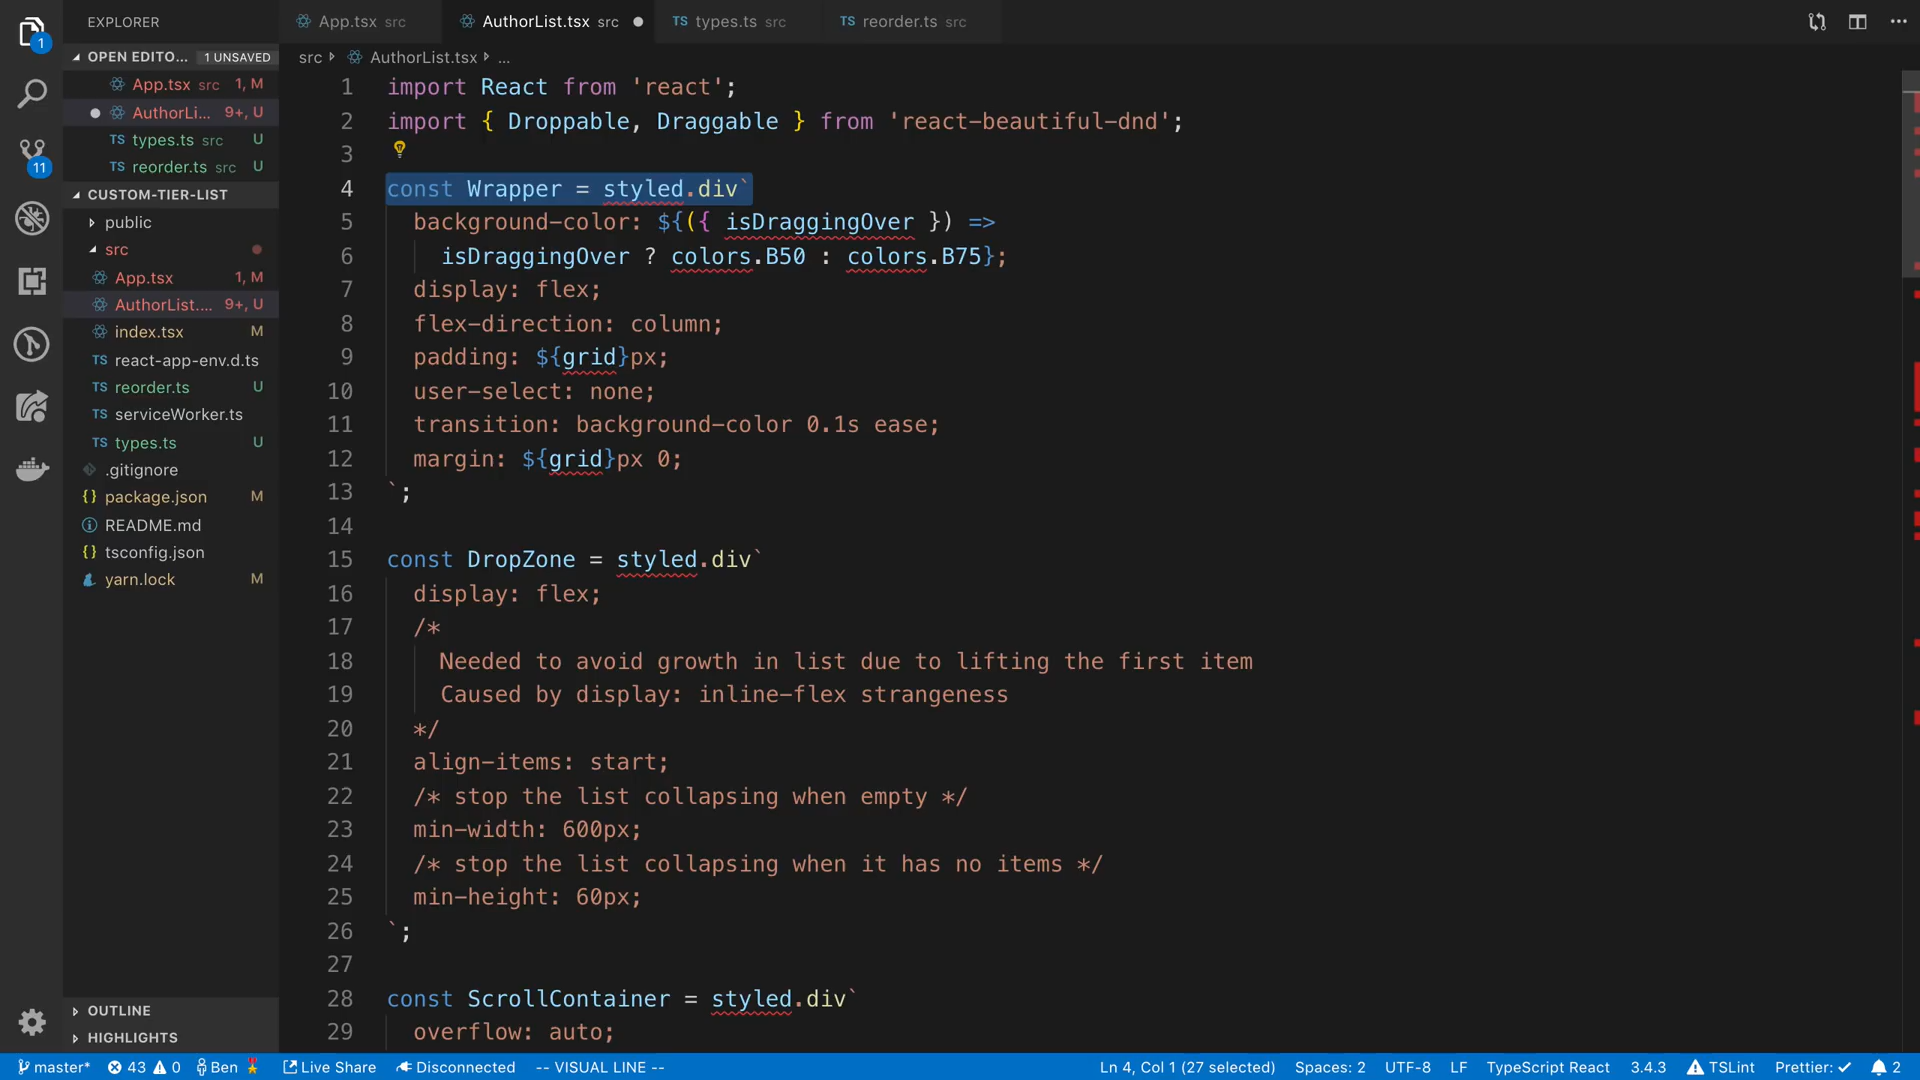 EXPLORER
App.tsx src
AuthorList.tsx src
TS types.ts src
TS reorder.ts src
1
OPEN EDITO... 1 UNSAVED
App.tsx src 1, M
AuthorLi... 9+, U
TS types.ts src U
TS reorder.ts src U
11
CUSTOM-TIER-LIST
public
src
App.tsx 1, M
AuthorList.... 9+, U
index.tsx M
TS react-app-env.d.ts
TS reorder.ts U
TS serviceWorker.ts
TS types.ts U
.gitignore
{} package.json M
README.md
{} tsconfig.json
yarn.lock M
OUTLINE
HIGHLIGHTS
src AuthorList.tsx ...
1 import React from 'react';
2 import { Droppable, Draggable } from 'react-beautiful-dnd';
3
4 const Wrapper = styled.div`
5 background-color: ${({ isDraggingOver }) =>
6 isDraggingOver ? colors.B50 : colors.B75};
7 display: flex;
8 flex-direction: column;
9 padding: ${grid}px;
10 user-select: none;
11 transition: background-color 0.1s ease;
12 margin: ${grid}px 0;
13 `;
14
15 const DropZone = styled.div`
16 display: flex;
17 /*
18 Needed to avoid growth in list due to lifting the first item
19 Caused by display: inline-flex strangeness
20 */
21 align-items: start;
22 /* stop the list collapsing when empty */
23 min-width: 600px;
24 /* stop the list collapsing when it has no items */
25 min-height: 60px;
26 `;
27
28 const ScrollContainer = styled.div`
29 overflow: auto;
master* 43 0 Ben Live Share Disconnected -- VISUAL LINE -- Ln 4, Col 1 (27 selected) Spaces: 2 UTF-8 LF TypeScript React 3.4.3 TSLint Prettier: ✓ 2